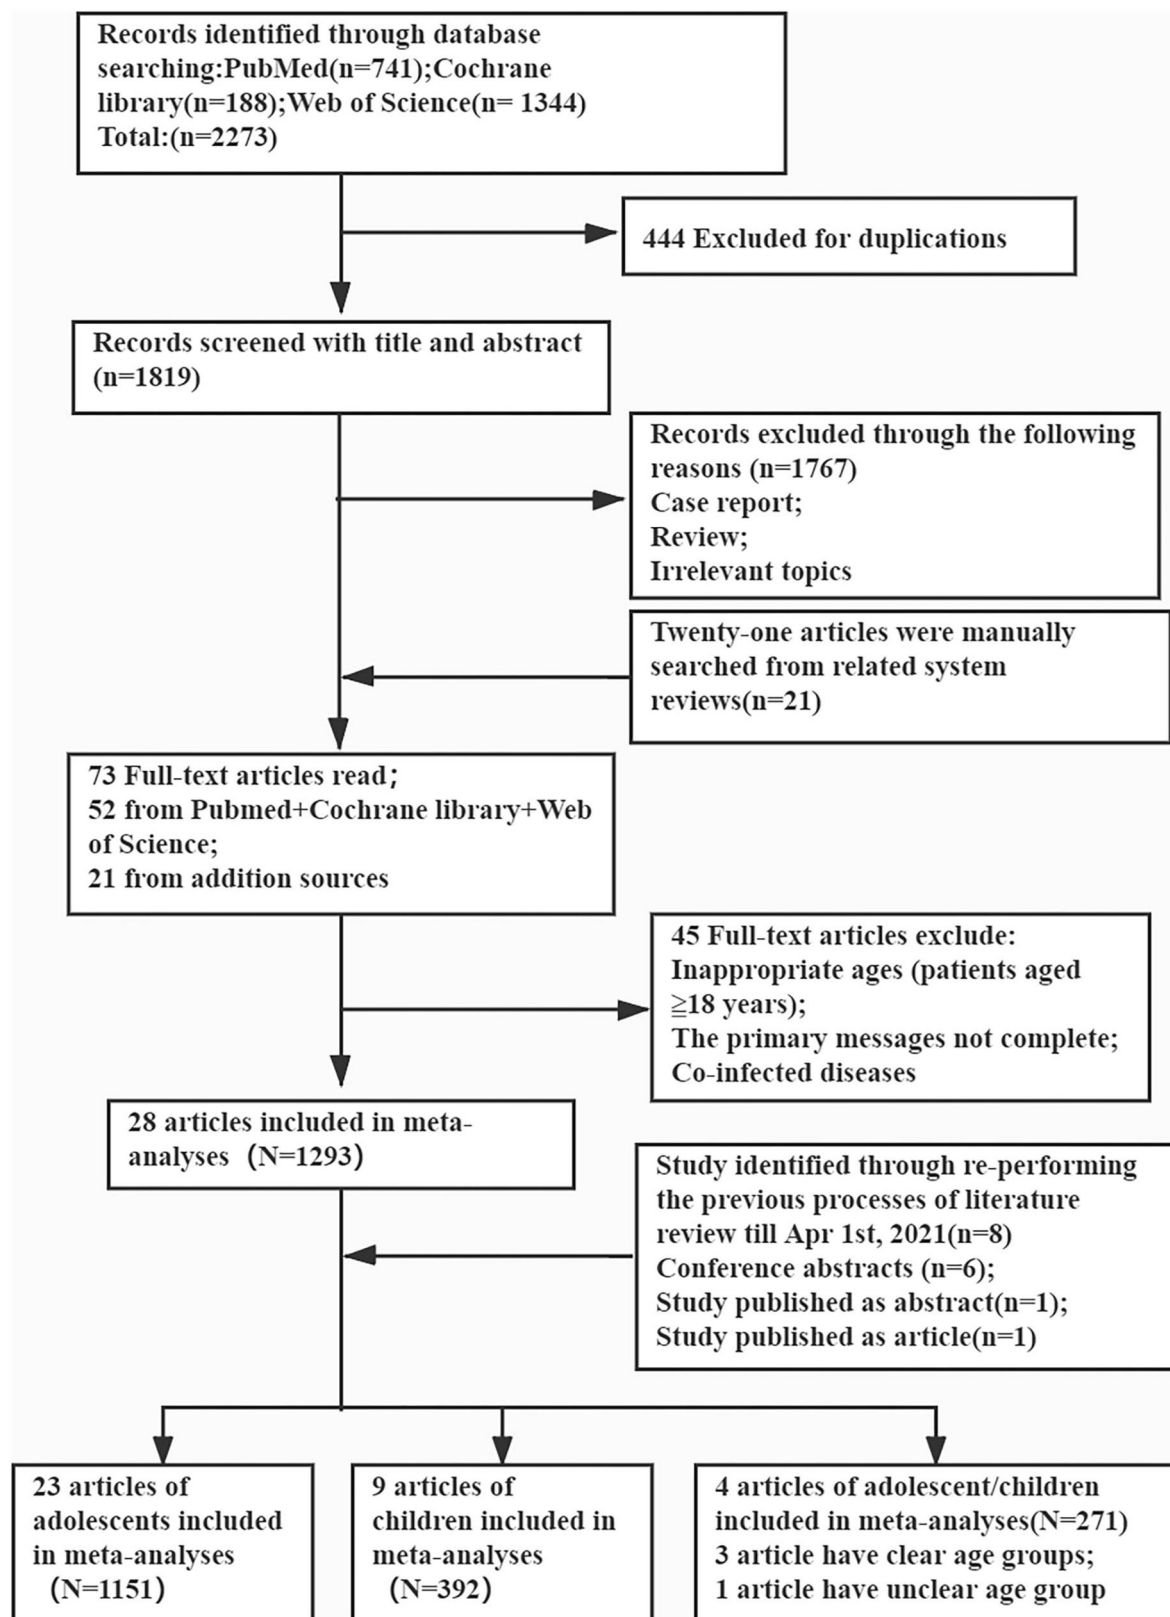 Records identified through database
searching:PubMed(n=741);Cochrane
library(n=188);Web of Science(n= 1344)
Total:(n=2273)
444 Excluded for duplications
Records screened with title and abstract
(n=1819)
Records excluded through the following
reasons (n=1767)
Case report;
Review;
Irrelevant topics
Twenty-one articles were manually
searched from related system
reviews(n=21)
73 Full-text articles read；
52 from Pubmed+Cochrane library+Web
of Science;
21 from addition sources
45 Full-text articles exclude:
Inappropriate ages (patients aged
≧18 years);
The primary messages not complete;
Co-infected diseases
28 articles included in meta-
analyses（N=1293）
Study identified through re-performing
the previous processes of literature
review till Apr 1st, 2021(n=8)
Conference abstracts (n=6);
Study published as abstract(n=1);
Study published as article(n=1)
23 articles of
adolescents included
in meta-analyses
（N=1151）
9 articles of
children included in
meta-analyses
（N=392）
4 articles of adolescent/children
included in meta-analyses(N=271)
3 article have clear age groups;
1 article have unclear age group